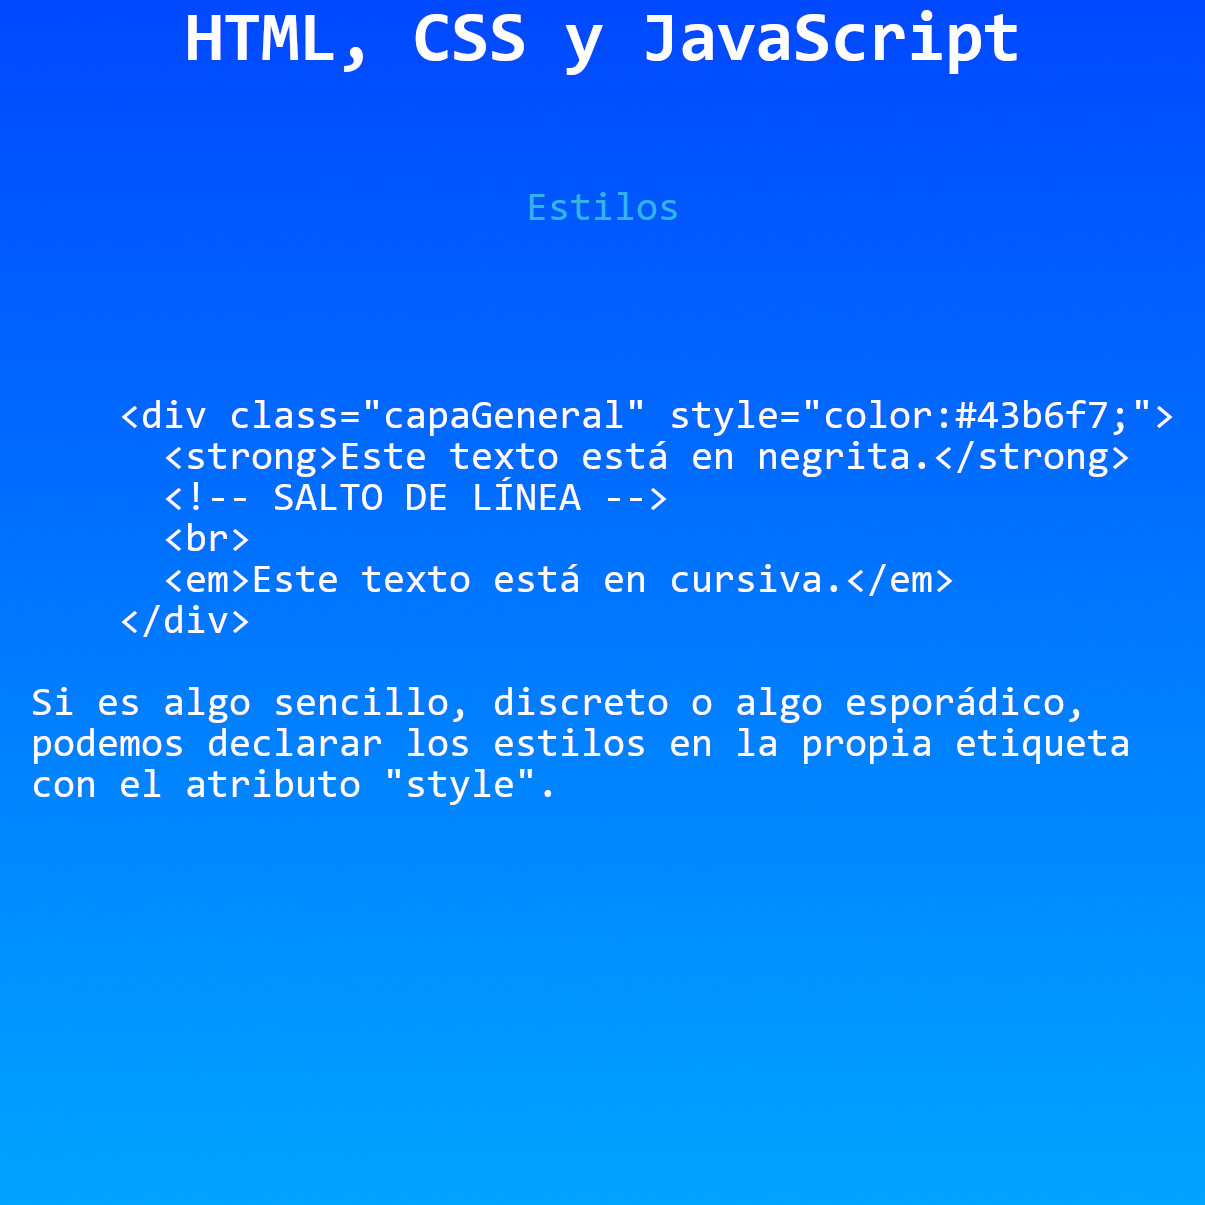 HTML, CSS y JavaScript
Estilos
<div class="capaGeneral" style="color:#43b6f7;">
<strong>Este texto está en negrita.</strong>
<!-- SALTO DE LÍNEA -->
<br>
<em>Este texto está en cursiva.</em>
</div>
Si es algo sencillo, discreto o algo esporádico,
podemos declarar los estilos en la propia etiqueta
con el atributo "style".